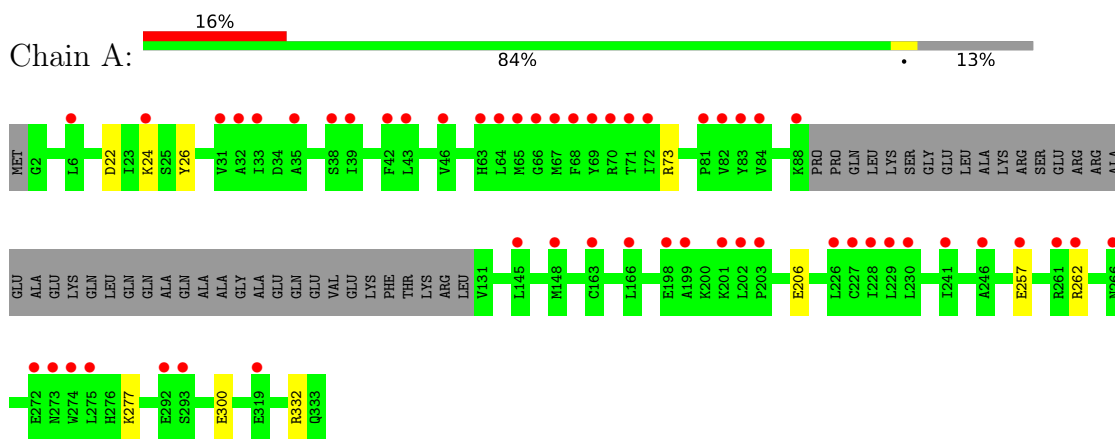 16%
Chain A:
84%
•
13%
MET G2 L6 D22 I23 K24 S25 Y26 V31 A32 I33 D34 A35 S38 I39 F42 L43 V46 H63 L64 M65 G66 M67 F68 Y69 R70 T71 I72 R73 P81 V82 Y83 V84 K88 PRO PRO GLN LEU LYS SER GLY GLU LEU ALA LYS ARG SER GLU ARG ARG ALA
GLU ALA GLU LYS GLN LEU GLN GLN ALA ALA ALA GLY ALA GLU GLN GLU VAL GLU LYS PHE THR LYS ARG LEU V131 L145 M148 C163 L166 E198 A199 K200 K201 L202 P203 E206 L226 C227 I228 L229 L230 I241 A246 E257 R261 R262 N266
E272 N273 W274 L275 H276 K277 E292 S293 E300 E319 R332 Q333